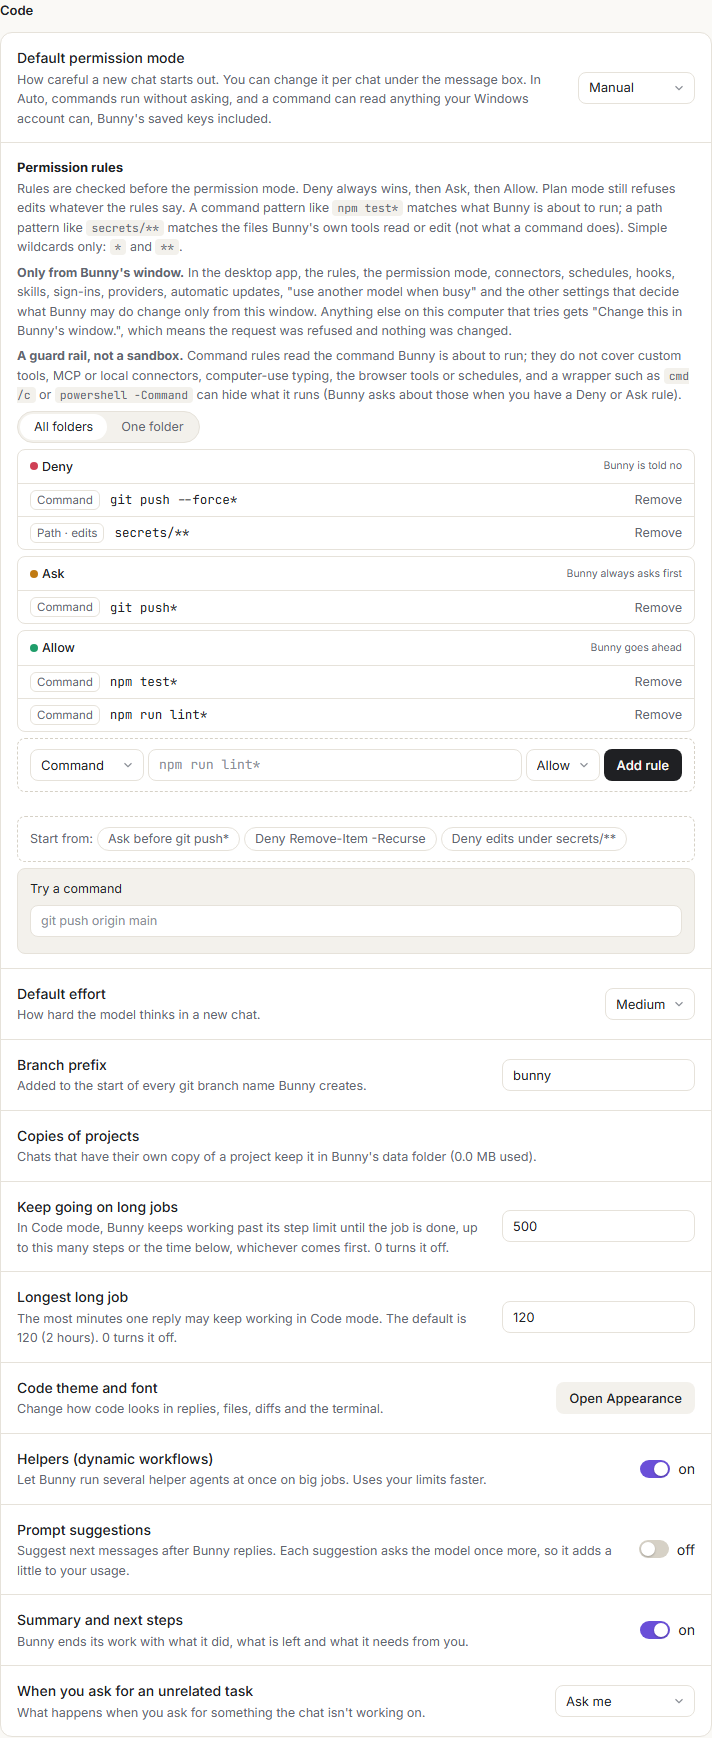 Code
Default permission mode
How careful a new chat starts out. You can change it per chat under the message box. In
Auto, commands run without asking, and a command can read anything your Windows
account can, Bunny's saved keys included.
Manual
Permission rules
Rules are checked before the permission mode. Deny always wins, then Ask, then Allow. Plan mode still refuses
edits whatever the rules say. A command pattern like npm test* matches what Bunny is about to run; a path
pattern like secrets/** matches the files Bunny's own tools read or edit (not what a command does). Simple
wildcards only: * and **.
Only from Bunny's window. In the desktop app, the rules, the permission mode, connectors, schedules, hooks,
skills, sign-ins, providers, automatic updates, "use another model when busy" and the other settings that decide
what Bunny may do change only from this window. Anything else on this computer that tries gets "Change this in
Bunny's window.", which means the request was refused and nothing was changed.
A guard rail, not a sandbox. Command rules read the command Bunny is about to run; they do not cover custom
tools, MCP or local connectors, computer-use typing, the browser tools or schedules, and a wrapper such as cmd
/c or powershell -Command can hide what it runs (Bunny asks about those when you have a Deny or Ask rule).
All folders One folder
Deny Bunny is told no
Command git push --force* Remove
Path · edits secrets/** Remove
Ask Bunny always asks first
Command git push* Remove
Allow Bunny goes ahead
Command npm test* Remove
Command npm run lint* Remove
Command npm run lint* Allow Add rule
Start from: Ask before git push* Deny Remove-Item -Recurse Deny edits under secrets/**
Try a command
git push origin main
Default effort
How hard the model thinks in a new chat.
Medium
Branch prefix
Added to the start of every git branch name Bunny creates.
bunny
Copies of projects
Chats that have their own copy of a project keep it in Bunny's data folder (0.0 MB used).
Keep going on long jobs
In Code mode, Bunny keeps working past its step limit until the job is done, up
to this many steps or the time below, whichever comes first. 0 turns it off.
500
Longest long job
The most minutes one reply may keep working in Code mode. The default is
120 (2 hours). 0 turns it off.
120
Code theme and font
Change how code looks in replies, files, diffs and the terminal.
Open Appearance
Helpers (dynamic workflows)
Let Bunny run several helper agents at once on big jobs. Uses your limits faster.
on
Prompt suggestions
Suggest next messages after Bunny replies. Each suggestion asks the model once more, so it adds a
little to your usage.
off
Summary and next steps
Bunny ends its work with what it did, what is left and what it needs from you.
on
When you ask for an unrelated task
What happens when you ask for something the chat isn't working on.
Ask me